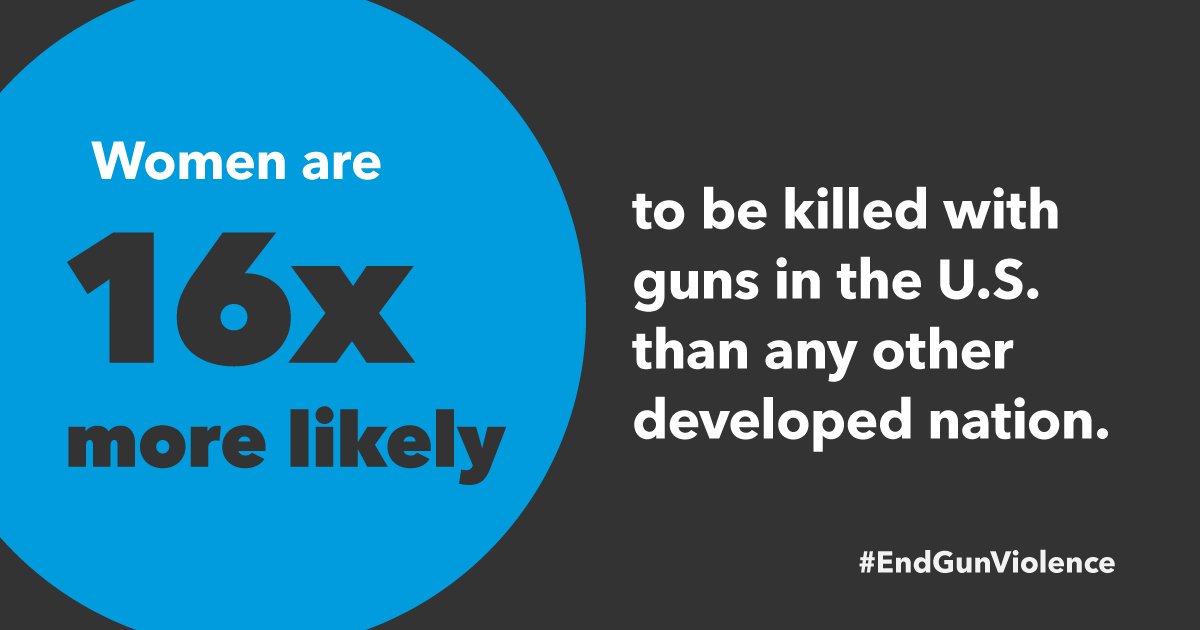 Women are
16x
more likely
to be killed with
guns in the U.S.
than any other
developed nation.
#EndGunViolence